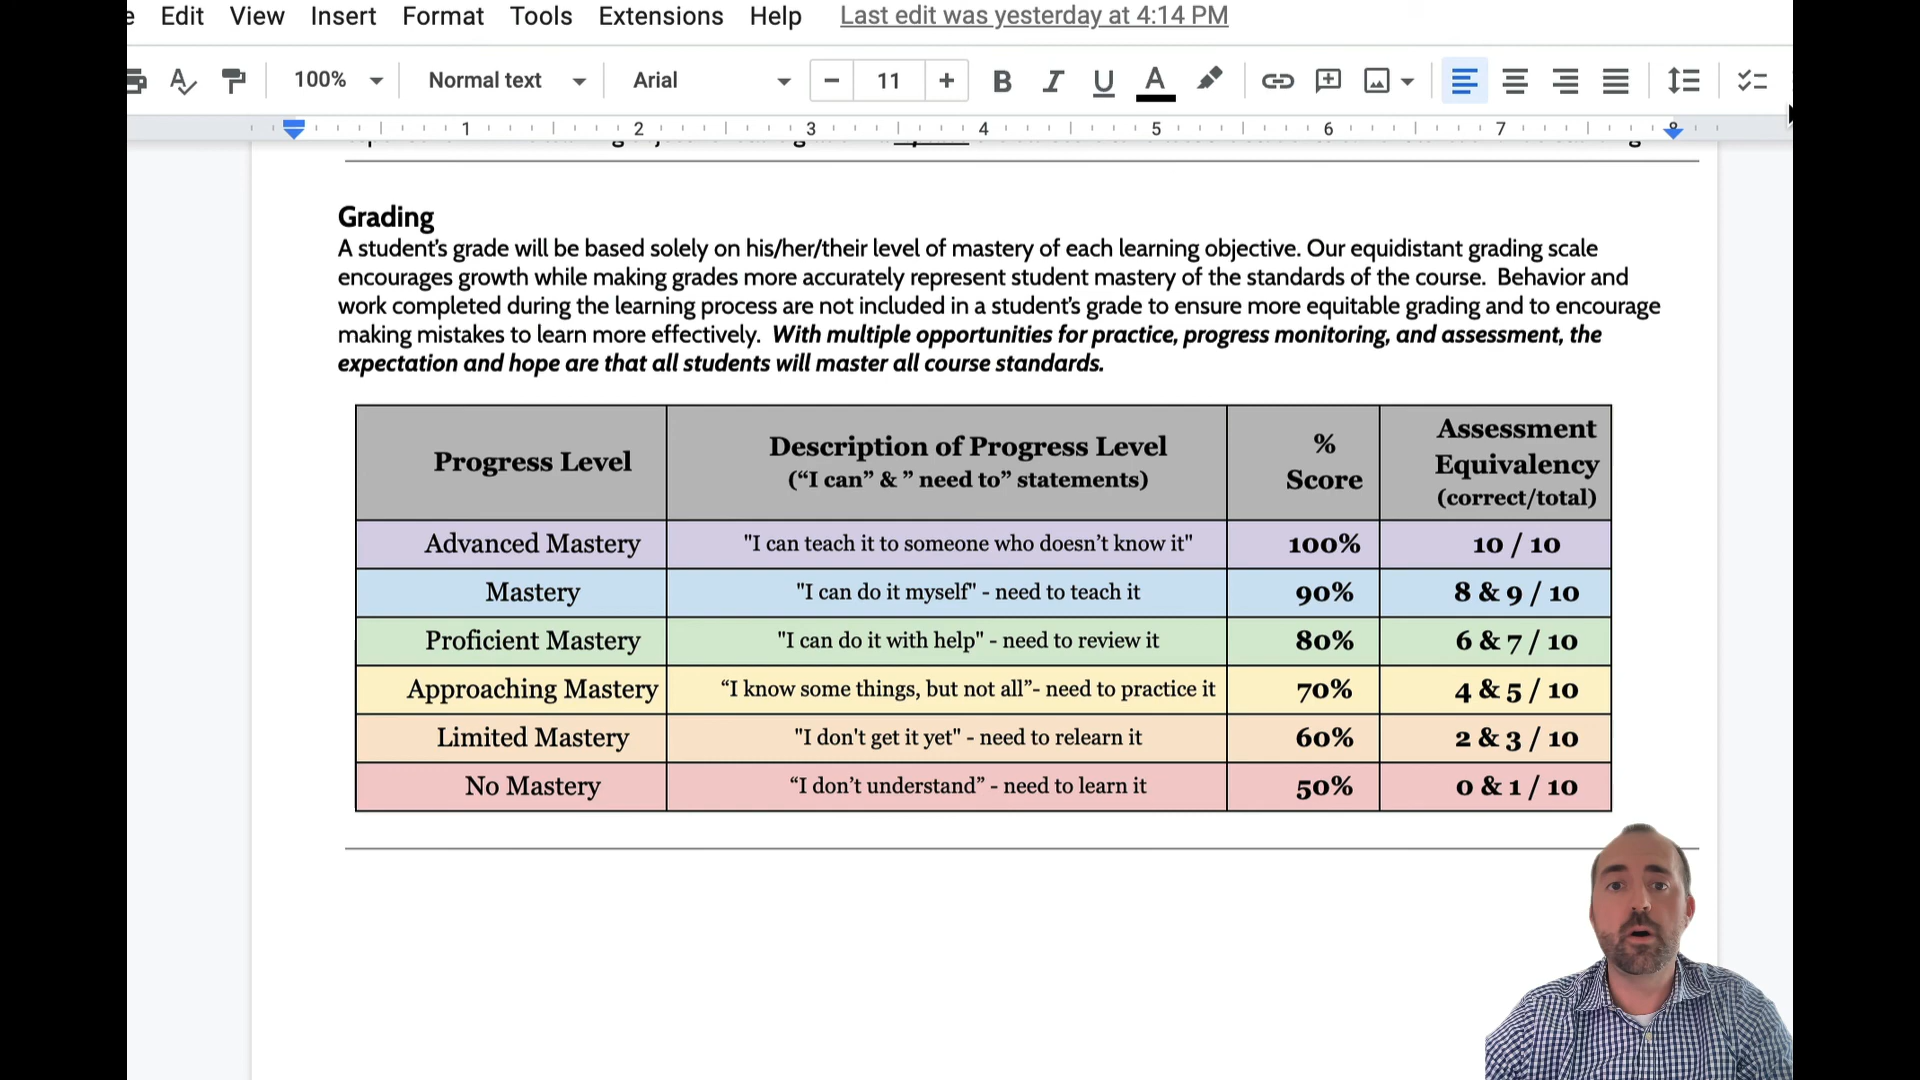 Edit View Insert Format Tools Extensions Help Last edit was yesterday at 4:14 PM
100% Normal text Arial 11 B I U A
1 2 3 4 5 6 7
Grading
A student's grade will be based solely on his/her/their level of mastery of each learning objective. Our equidistant grading scale
encourages growth while making grades more accurately represent student mastery of the standards of the course. Behavior and
work completed during the learning process are not included in a student's grade to ensure more equitable grading and to encourage
making mistakes to learn more effectively. With multiple opportunities for practice, progress monitoring, and assessment, the
expectation and hope are that all students will master all course standards.
Progress Level
Description of Progress Level
(“I can” & ” need to” statements)
%
Score
Assessment
Equivalency
(correct/total)
Advanced Mastery "I can teach it to someone who doesn’t know it" 100% 10 / 10
Mastery "I can do it myself" - need to teach it 90% 8 & 9 / 10
Proficient Mastery "I can do it with help" - need to review it 80% 6 & 7 / 10
Approaching Mastery “I know some things, but not all”- need to practice it 70% 4 & 5 / 10
Limited Mastery "I don't get it yet" - need to relearn it 60% 2 & 3 / 10
No Mastery “I don’t understand” - need to learn it 50% 0 & 1 / 10